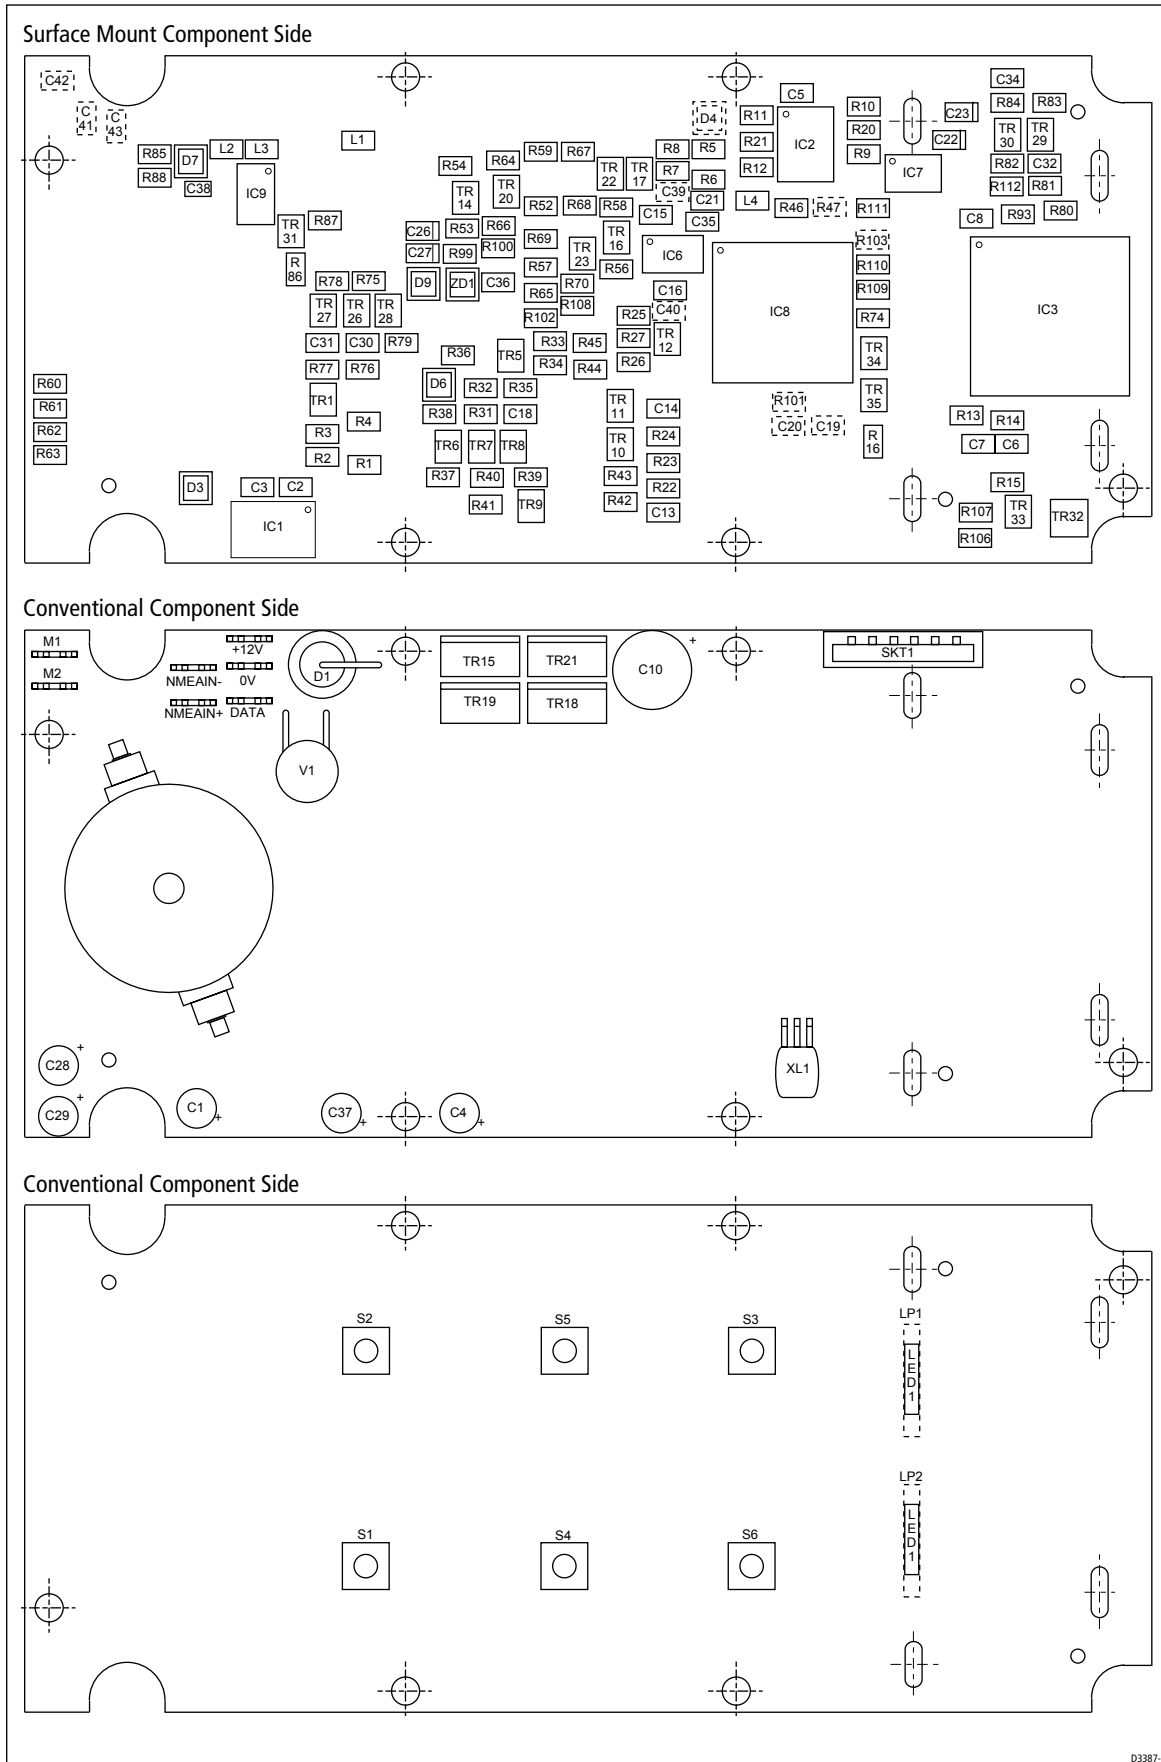 Surface Mount Component Side
C42
C
41
C
43
R85
R88
D7
C38
L2
L3
IC9
L1
TR
31
R87
R
86
R78
R75
TR
27
TR
26
TR
28
C31
C30
R79
R77
R76
TR1
R4
R3
R2
R1
R60
R61
R62
R63
D3
C3
C2
IC1
R54
R64
TR
14
TR
20
C26
R53
R66
C27
R99
R100
D9
ZD1
C36
R59
R67
R52
R68
R69
TR
23
R57
R70
R65
R108
R102
TR
22
TR
17
R58
TR
16
R56
R8
R5
R7
R6
C39
C21
C15
C35
IC6
C16
C40
R25
R27
TR
12
R26
R36
TR5
R33
R45
R34
R44
D6
R32
R35
R38
R31
C18
TR6
TR7
TR8
R37
R40
R39
R41
TR9
TR
11
C14
TR
10
R24
R43
R23
R42
R22
C13
D4
C5
R11
R21
R12
IC2
L4
R46
R47
R10
R20
R9
IC7
R111
R103
R110
R109
R74
TR
34
TR
35
R
16
IC8
R101
C20
C19
C34
R84
R83
C23
C22
TR
30
TR
29
R82
C32
R112
R81
C8
R93
R80
IC3
R13
R14
C7
C6
R15
R107
TR
33
TR32
R106
Conventional Component Side
M1
M2
+12V
NMEAIN-
0V
NMEAIN+
DATA
D1
V1
TR15
TR21
TR19
TR18
C10
+
SKT1
XL1
C28
+
C29
+
C1
+
C37
+
C4
+
Conventional Component Side
S2
S5
S3
LP1
L
E
D
1
S1
S4
S6
LP2
L
E
D
1
D3387-